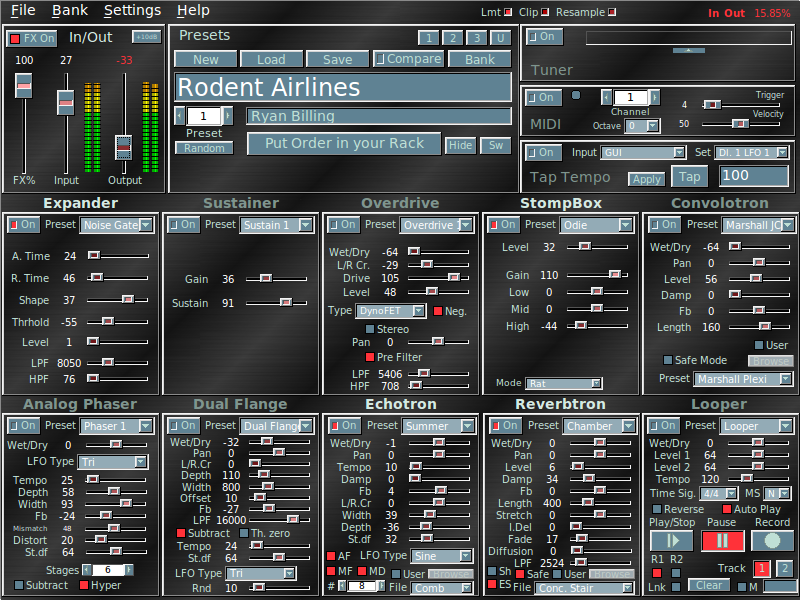 File Bank Settings Help
Lmt Clip Resample In Out 15.85%
FX On In/Out +10dB
100 27 -33
FX% Input Output
Presets 1 2 3 U
New Load Save Compare Bank
Rodent Airlines
1 Ryan Billing
Preset
Random Put Order in your Rack Hide Sw
On
Tuner
On 1 4 Trigger
Channel Velocity
MIDI Octave 0 50
On Input GUI Set DI. 1 LFO 1
Tap Tempo Apply Tap 100
Expander
On Preset Noise Gate
A. Time 24
R. Time 46
Shape 37
Thrhold -55
Level 1
LPF 8050
HPF 76
Sustainer
On Preset Sustain 1
Gain 36
Sustain 91
Overdrive
On Preset Overdrive 1
Wet/Dry -64
L/R Cr. -29
Drive 105
Level 48
Type DynoFET Neg.
Stereo
Pan 0
Pre Filter
LPF 5406
HPF 708
StompBox
On Preset Odie
Level 32
Gain 110
Low 0
Mid 0
High -44
Mode Rat
Convolotron
On Preset Marshall JC
Wet/Dry -64
Pan 0
Level 56
Damp 0
Fb 0
Length 160
User
Safe Mode Browse
Preset Marshall Plexi
Analog Phaser
On Preset Phaser 1
Wet/Dry 0
LFO Type Tri
Tempo 25
Depth 58
Width 93
Fb -24
Mismatch 48
Distort 20
St.df 64
Stages 6
Subtract Hyper
Dual Flange
On Preset Dual Flange
Wet/Dry -32
Pan 0
L/R.Cr 0
Depth 110
Width 800
Offset 10
Fb -27
LPF 16000
Subtract Th. zero
Tempo 24
St.df 64
LFO Type Tri
Rnd 10
Echotron
On Preset Summer
Wet/Dry -1
Pan 0
Tempo 10
Damp 0
Fb 4
L/R.Cr 0
Width 39
Depth -36
St.df 32
AF LFO Type Sine
MF MD User Browse
# 8 File Comb
Reverbtron
On Preset Chamber
Wet/Dry 0
Pan 0
Level 6
Damp 34
Fb 0
Length 400
Stretch 0
I.Del 0
Fade 17
Diffusion 0
LPF 2524
Sh Safe User Browse
ES File Conc. Stair
Looper
On Preset Looper
Wet/Dry 0
Level 1 64
Level 2 64
Tempo 120
Time Sig. 4/4 MS N
Reverse Auto Play
Play/Stop Pause Record
R1 R2 Track 1 2
Lnk Clear M